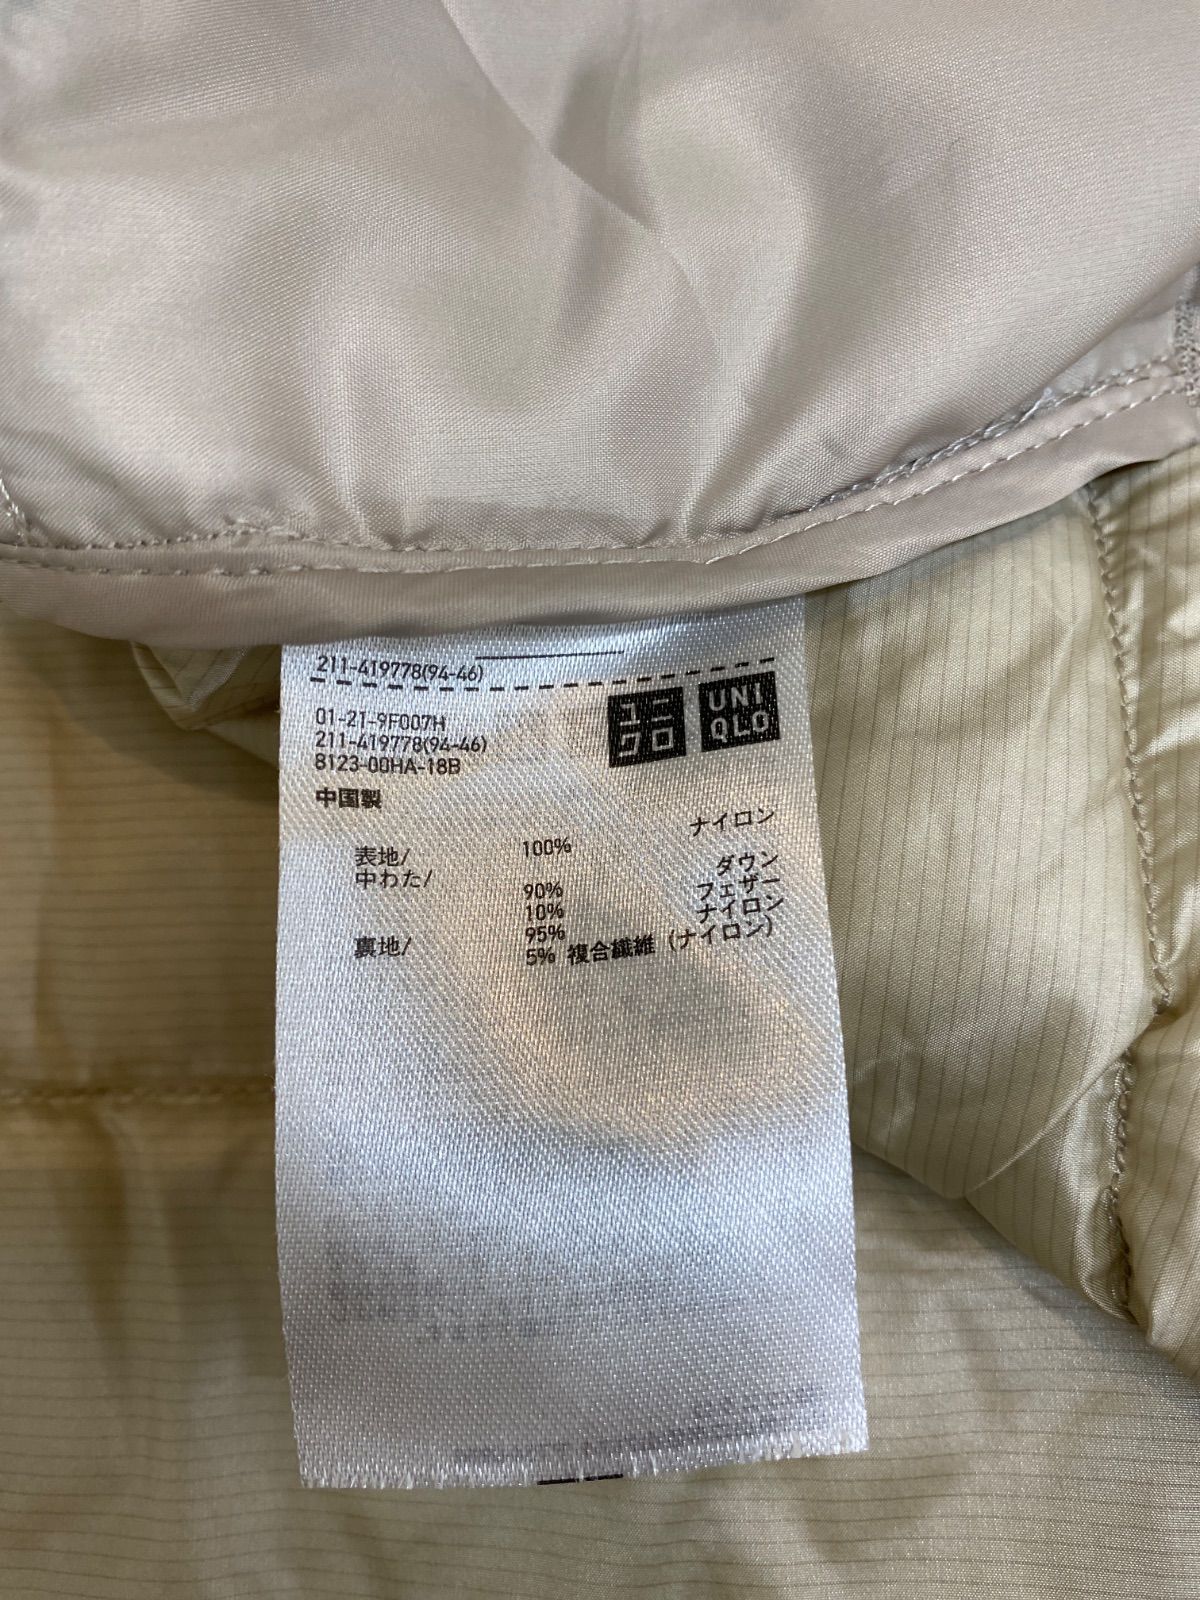 211-419778(94-46)
01-21-9F007H
211-419778(94-46)
8123-00HA-18B
中国製
ユニ
クロ
UNI
QLO
表地/ 100% ナイロン
中わた/ 90% ダウン
10% フェザー
裏地/ 95% ナイロン
5% 複合繊維 (ナイロン)